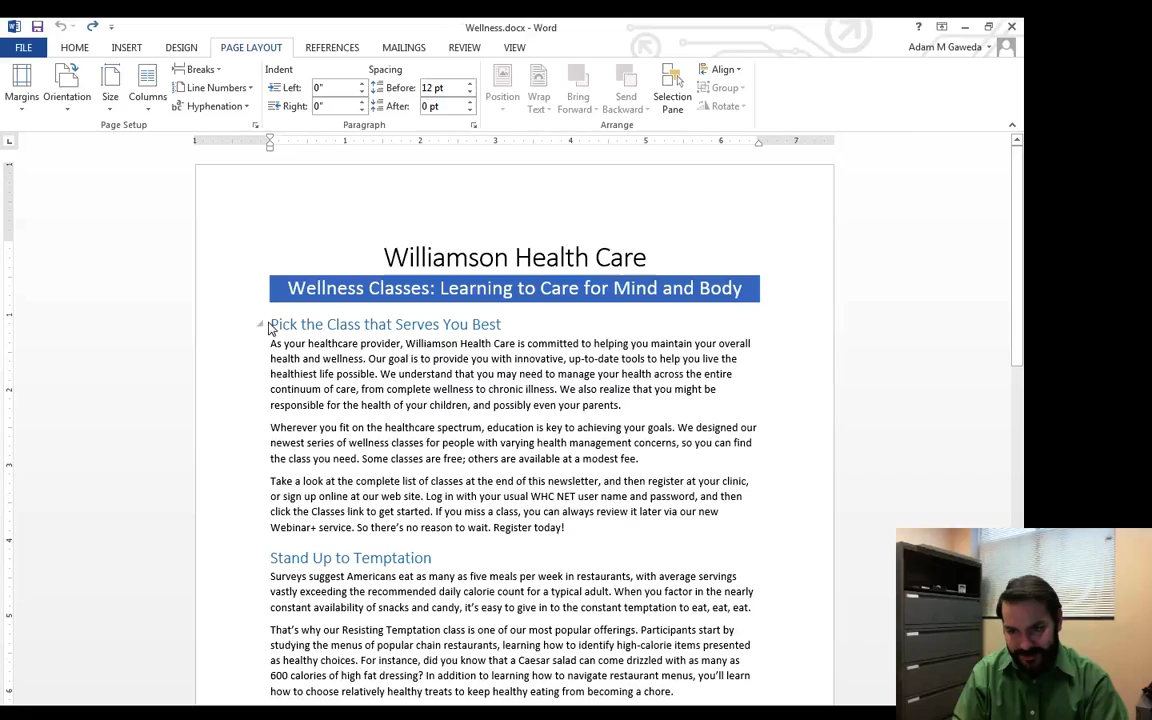 Wellness.docx - Word
?
FILE HOME INSERT DESIGN PAGE LAYOUT REFERENCES MAILINGS REVIEW VIEW Adam M Gaweda
Margins Orientation Size Columns
Breaks
Line Numbers
Hyphenation
Page Setup
Indent
Left: 0"
Right: 0"
Spacing
Before: 12 pt
After: 0 pt
Paragraph
Position Wrap Text Bring Forward Send Backward Selection Pane
Align
Group
Rotate
Arrange
1 1 2 3 4 5 6 7
1
1
2
3
4
5
6
Williamson Health Care
Wellness Classes: Learning to Care for Mind and Body
Pick the Class that Serves You Best
As your healthcare provider, Williamson Health Care is committed to helping you maintain your overall
health and wellness. Our goal is to provide you with innovative, up-to-date tools to help you live the
healthiest life possible. We understand that you may need to manage your health across the entire
continuum of care, from complete wellness to chronic illness. We also realize that you might be
responsible for the health of your children, and possibly even your parents.
Wherever you fit on the healthcare spectrum, education is key to achieving your goals. We designed our
newest series of wellness classes for people with varying health management concerns, so you can find
the class you need. Some classes are free; others are available at a modest fee.
Take a look at the complete list of classes at the end of this newsletter, and then register at your clinic,
or sign up online at our web site. Log in with your usual WHC NET user name and password, and then
click the Classes link to get started. If you miss a class, you can always review it later via our new
Webinar+ service. So there's no reason to wait. Register today!
Stand Up to Temptation
Surveys suggest Americans eat as many as five meals per week in restaurants, with average servings
vastly exceeding the recommended daily calorie count for a typical adult. When you factor in the nearly
constant availability of snacks and candy, it's easy to give in to the constant temptation to eat, eat, eat.
That's why our Resisting Temptation class is one of our most popular offerings. Participants start by
studying the menus of popular chain restaurants, learning how to identify high-calorie items presented
as healthy choices. For instance, did you know that a Caesar salad can come drizzled with as many as
600 calories of high fat dressing? In addition to learning how to navigate restaurant menus, you'll learn
how to choose relatively healthy treats to keep healthy eating from becoming a chore.